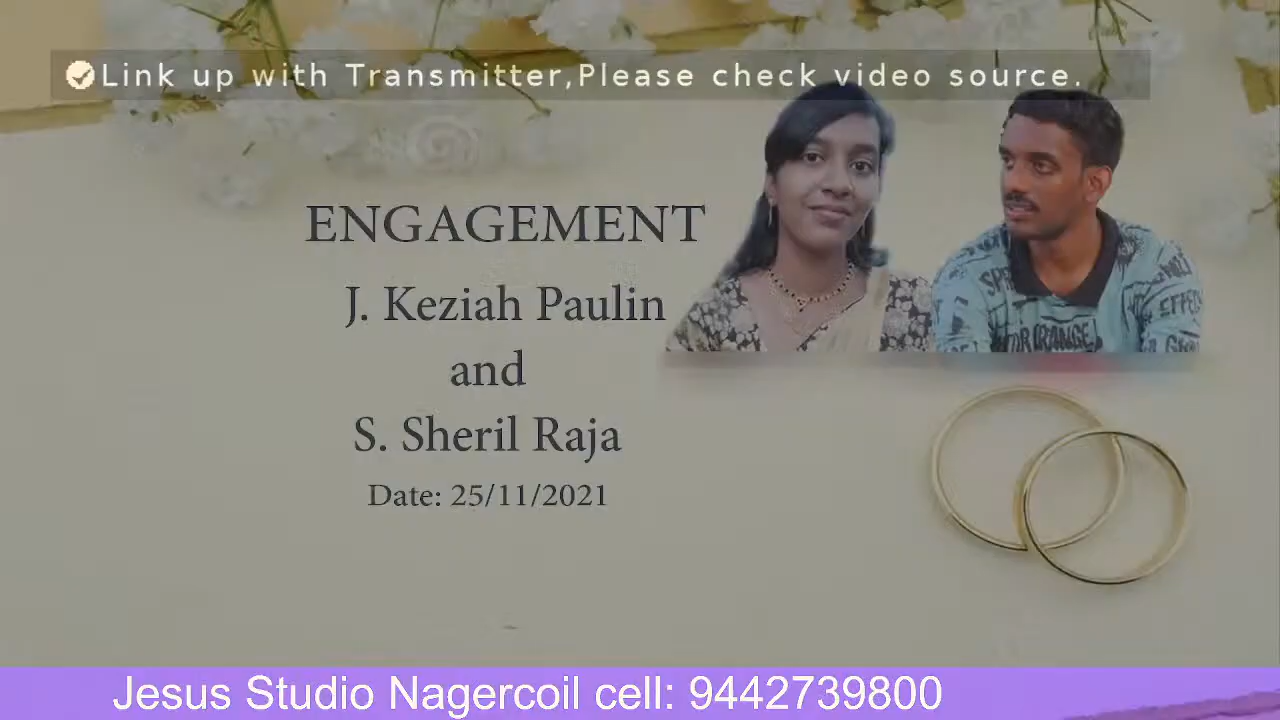 Link up with Transmitter,Please check video source.
ENGAGEMENT
J. Keziah Paulin
and
S. Sheril Raja
Date: 25/11/2021
Jesus Studio Nagercoil cell: 9442739800